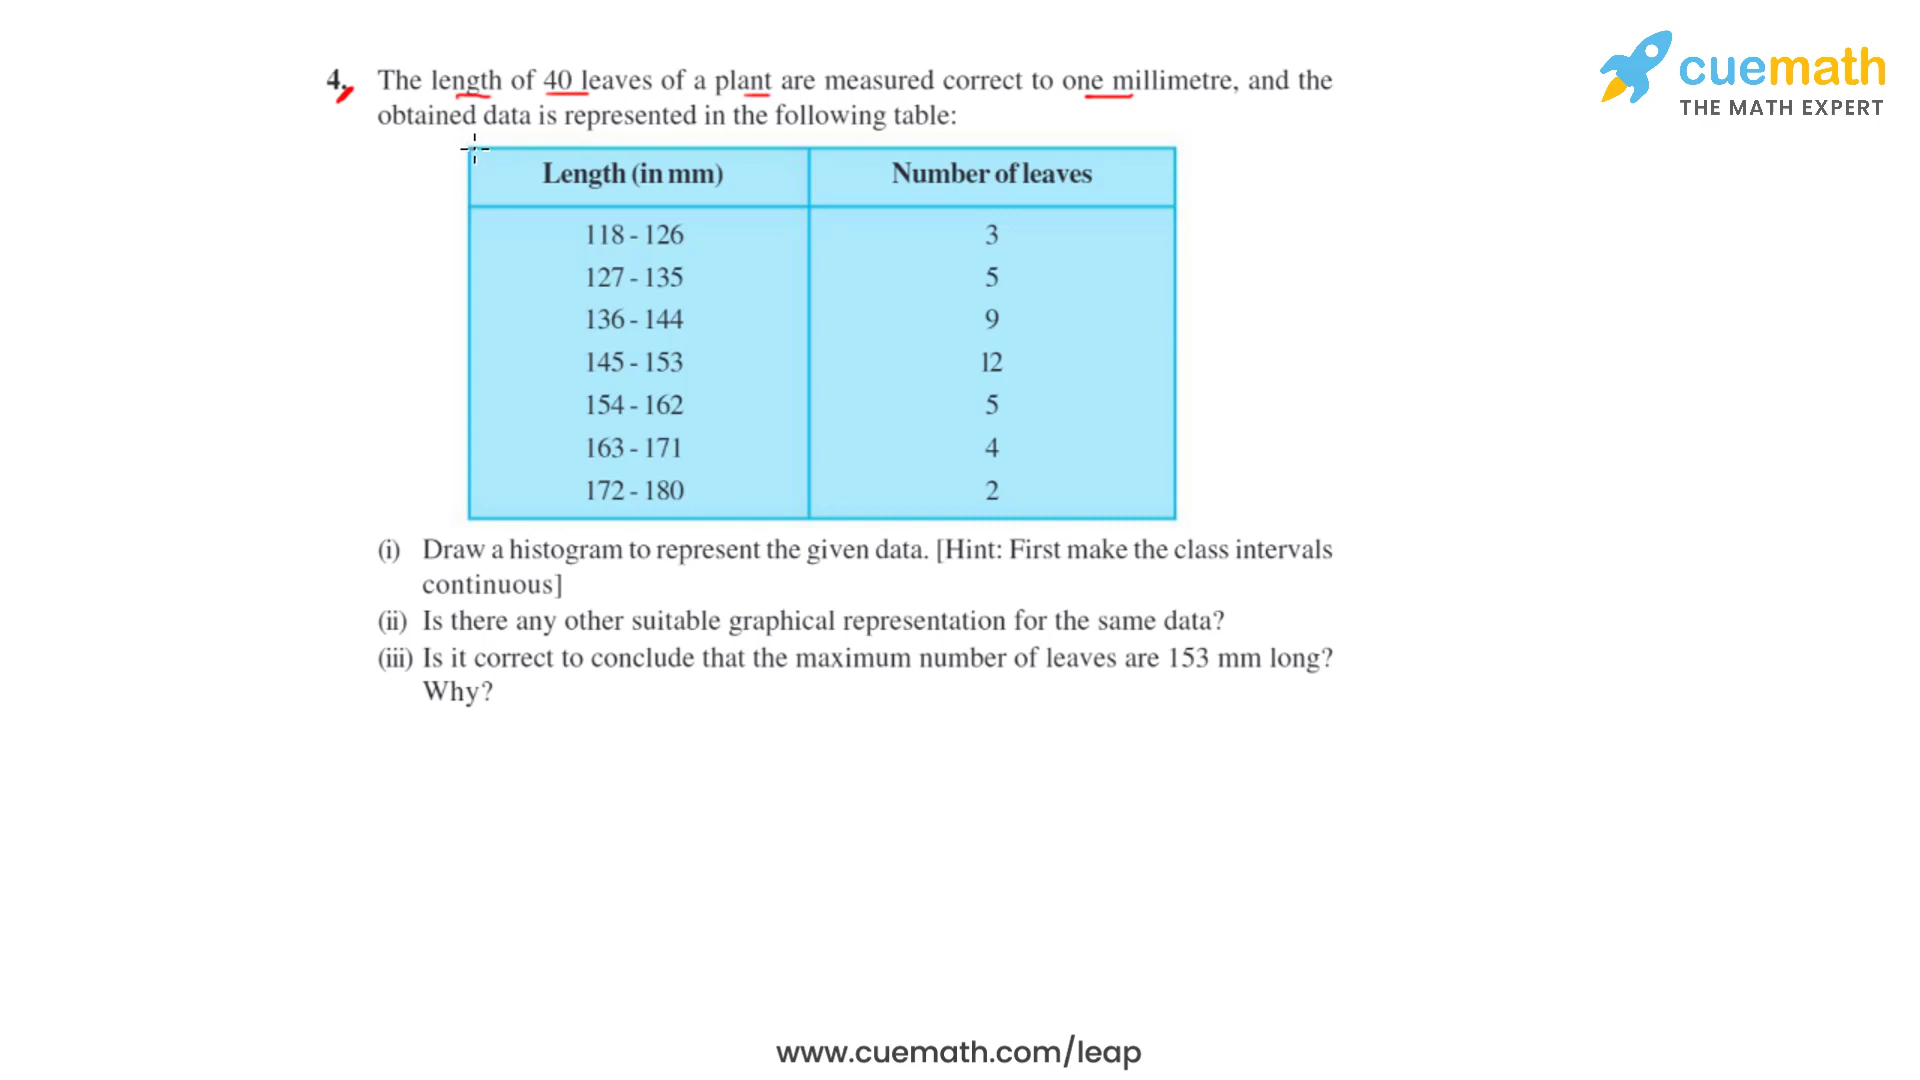 cuemath
THE MATH EXPERT
4. The length of 40 leaves of a plant are measured correct to one millimetre, and the
obtained data is represented in the following table:
Length (in mm) Number of leaves
118 - 126 3
127 - 135 5
136 - 144 9
145 - 153 12
154 - 162 5
163 - 171 4
172 - 180 2
(i) Draw a histogram to represent the given data. [Hint: First make the class intervals
continuous]
(ii) Is there any other suitable graphical representation for the same data?
(iii) Is it correct to conclude that the maximum number of leaves are 153 mm long?
Why?
www.cuemath.com/leap